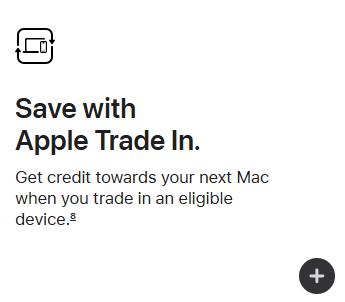 Save with
Apple Trade In.
Get credit towards your next Mac
when you trade in an eligible
device.⁸